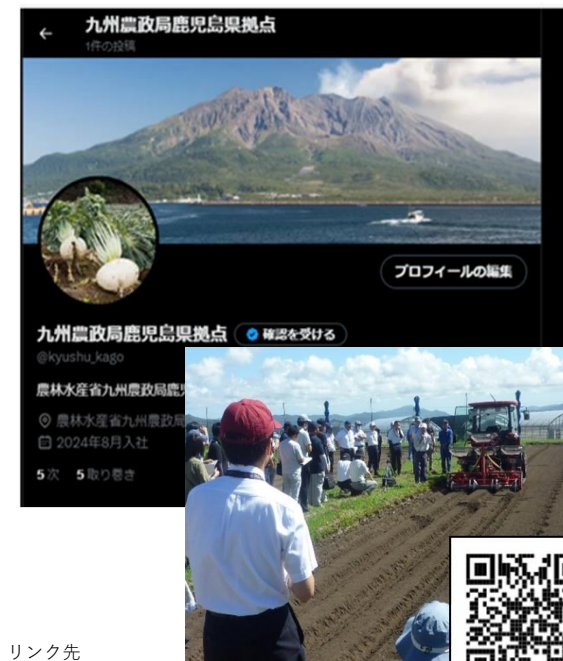 九州農政局鹿児島県拠点
1件の投稿
プロフィールの編集
九州農政局鹿児島県拠点 確認を受ける
@kyushu_kago
農林水産省九州農政局鹿
農林水産省九州農政局
2024年8月入社
5次 5取り巻き
リンク先